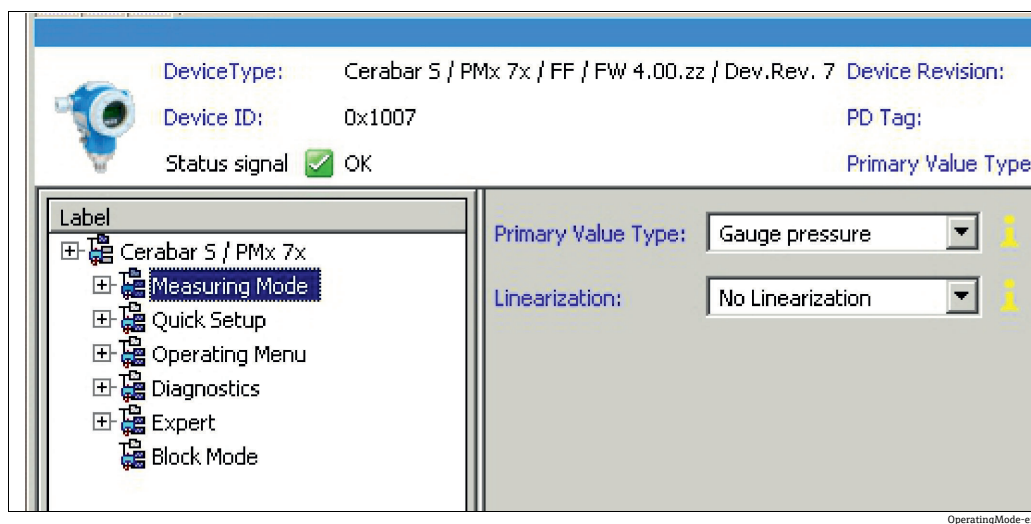 DeviceType: Cerabar S / PMx 7x / FF / FW 4.00.zz / Dev.Rev. 7 Device Revision:
Device ID: 0x1007 PD Tag:
Status signal OK Primary Value Type
Label
Cerabar S / PMx 7x
Measuring Mode
Quick Setup
Operating Menu
Diagnostics
Expert
Block Mode
Primary Value Type: Gauge pressure
Linearization: No Linearization
OperatingMode-e